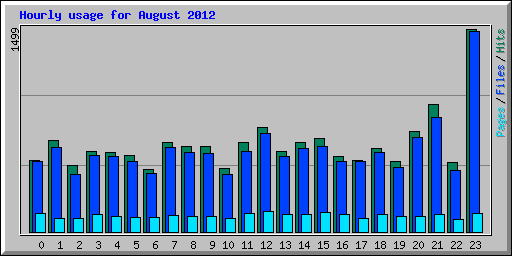 Hourly usage for August 2012
1499
Pages/Files/Hits
0 1 2 3 4 5 6 7 8 9 10 11 12 13 14 15 16 17 18 19 20 21 22 23